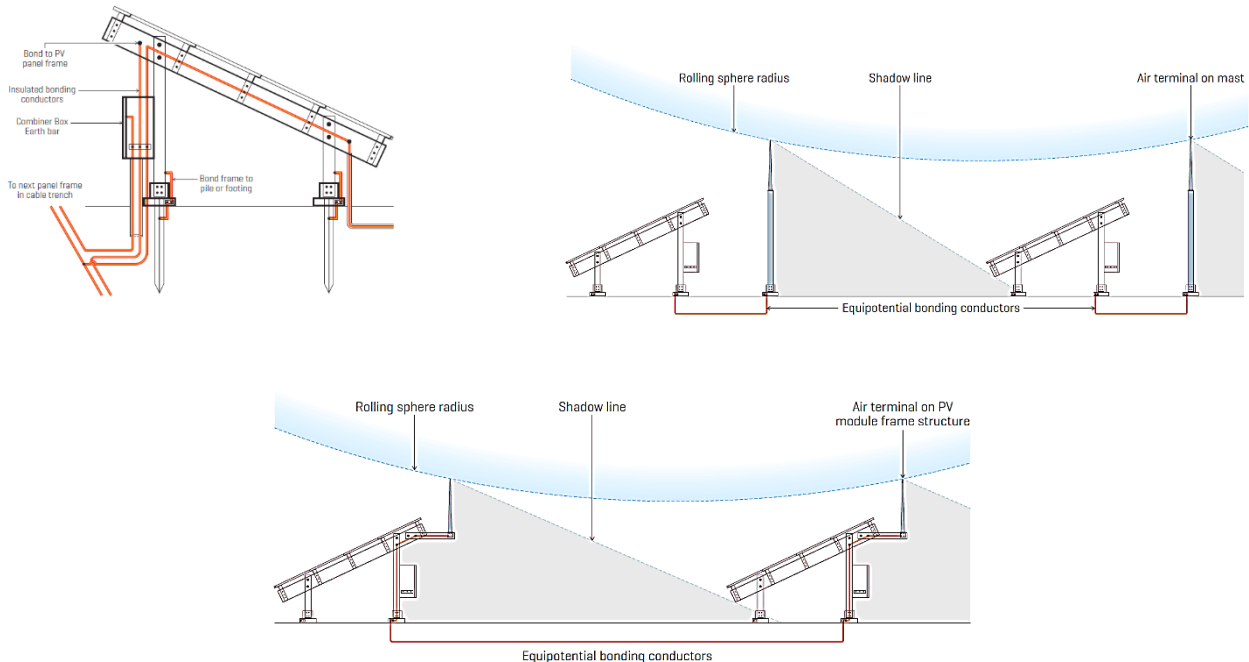 Bond to PV
panel frame
Insulated bonding
conductors
Combiner Box
Earth bar
To next panel frame
in cable trench
Bond frame to
pile or footing
Rolling sphere radius
Shadow line
Air terminal on mast
Equipotential bonding conductors
Rolling sphere radius
Shadow line
Air terminal on PV
module frame structure
Equipotential bonding conductors